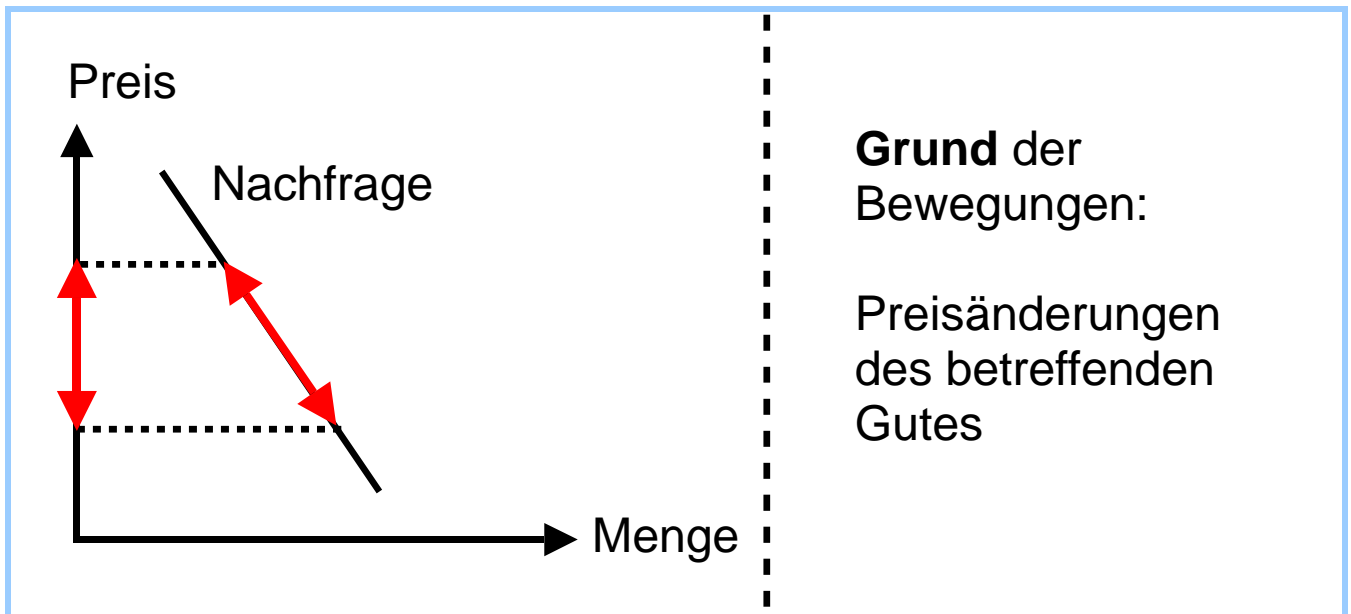 Preis
Nachfrage
Menge
Grund der
Bewegungen:
Preisänderungen
des betreffenden
Gutes